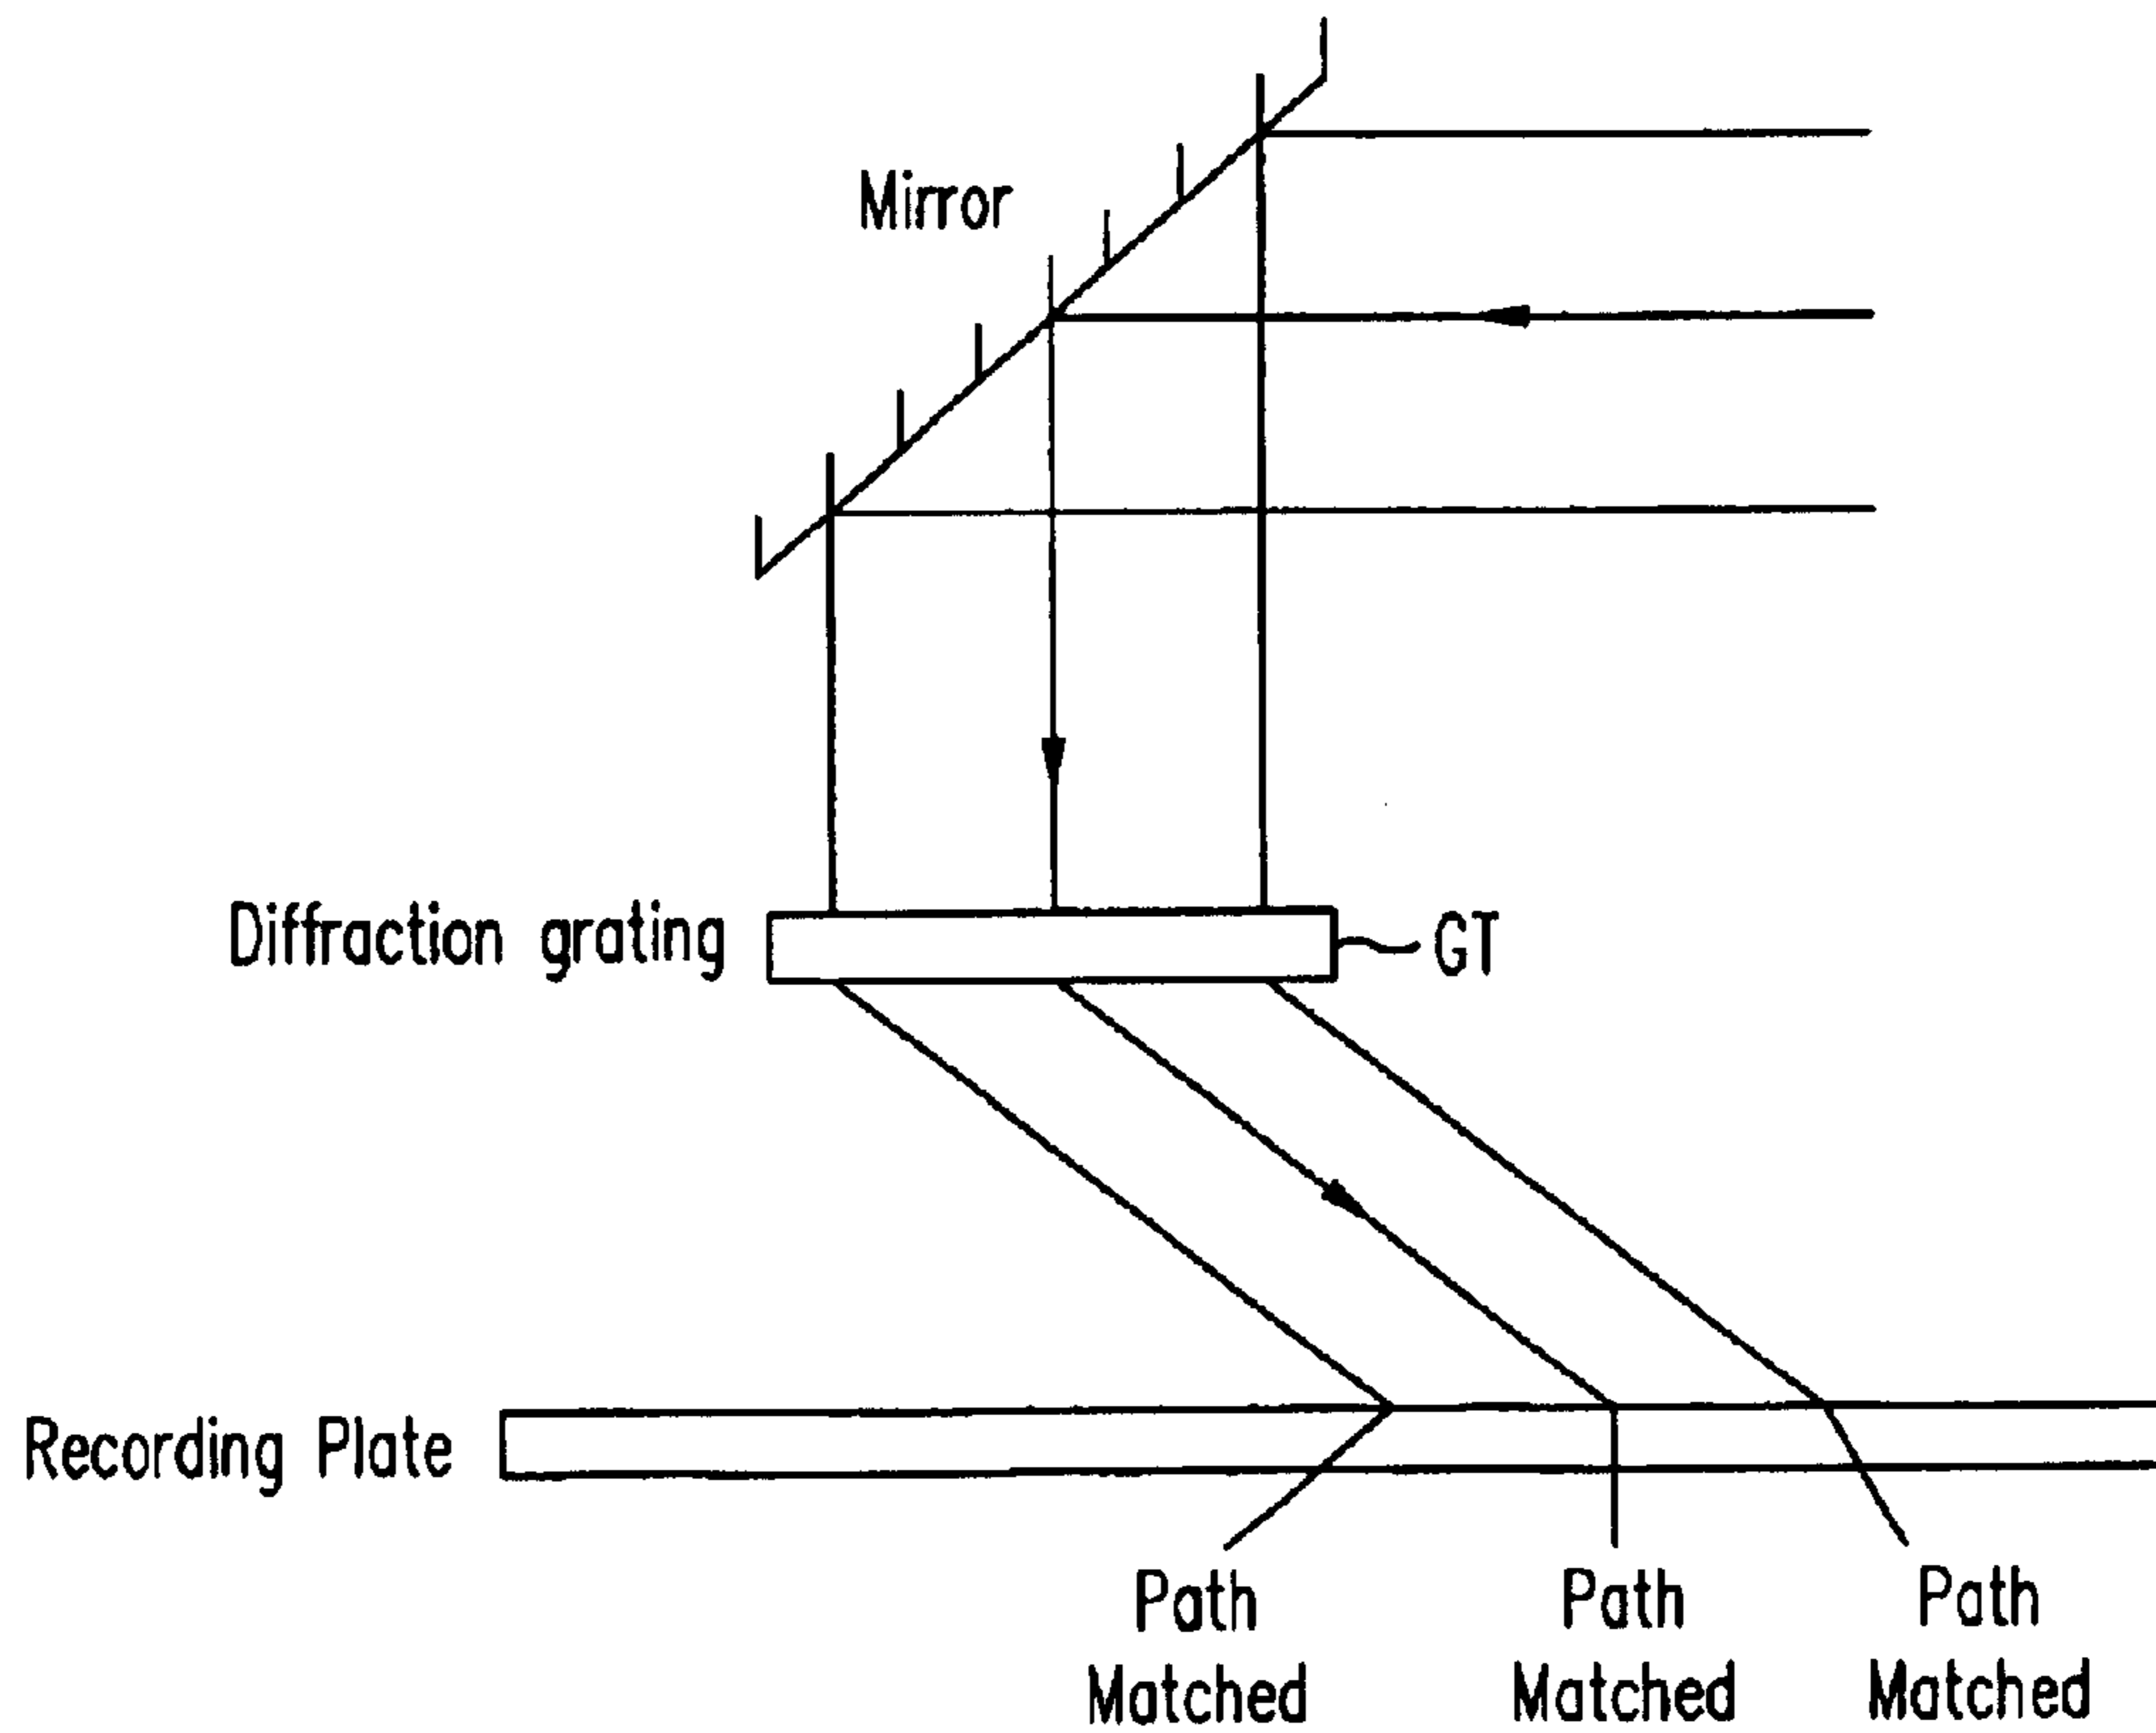 Mirror
Diffraction grating
GT
Recording Plate
Path
Matched
Path
Matched
Path
Matched